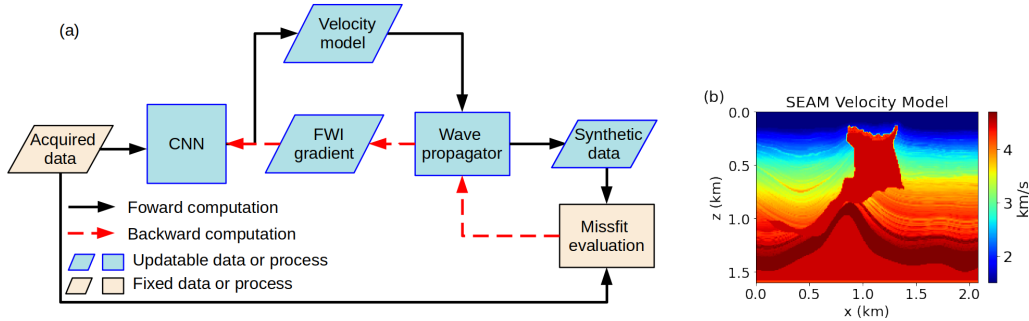 (a)
Velocity
model
Acquired
data
CNN
FWI
gradient
Wave
propagator
Synthetic
data
Missfit
evaluation
Foward computation
Backward computation
Updatable data or process
Fixed data or process
(b)
SEAM Velocity Model
0.0
0.5
1.0
1.5
z (km)
0.0
0.5
1.0
1.5
2.0
x (km)
4
3
2
km/s